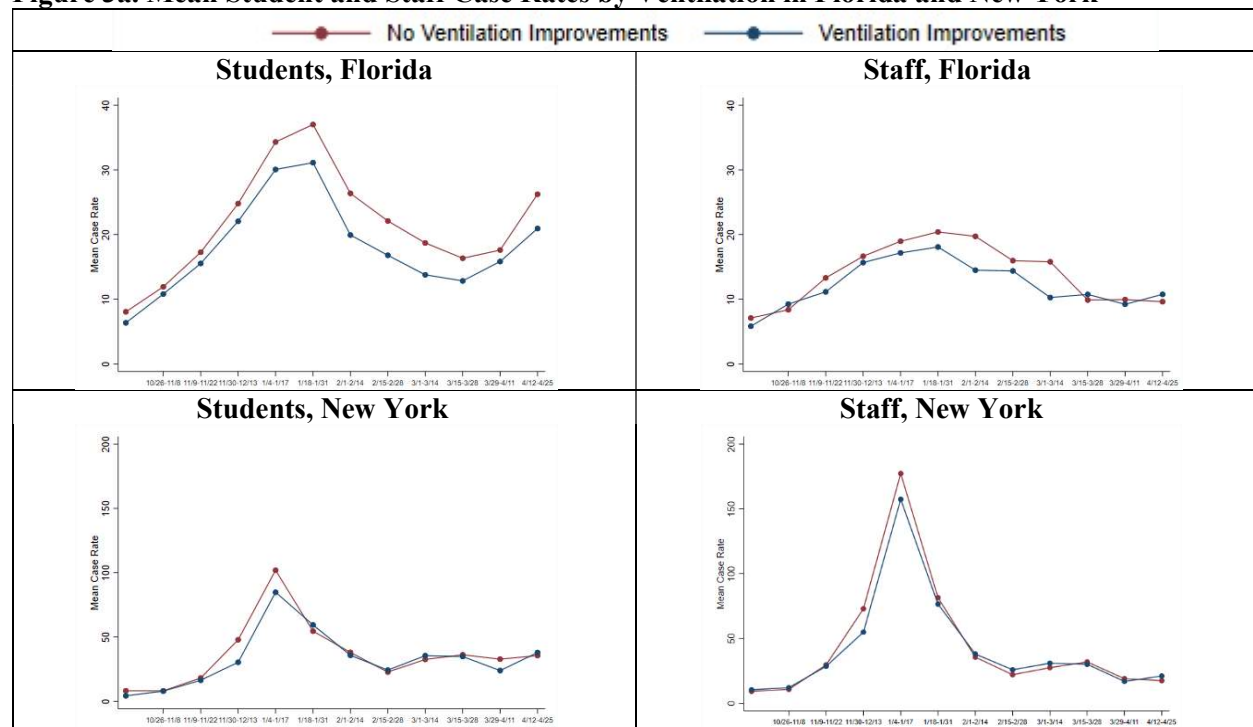 Figure 3a. Mean Student and Staff Case Rates by Ventilation in Florida and New York
No Ventilation Improvements Ventilation Improvements
Students, Florida
Mean Case Rate
40
30
20
10
0
10/26-11/8 11/9-11/22 11/30-12/13 1/4-1/17 1/18-1/31 2/1-2/14 2/15-2/28 3/1-3/14 3/15-3/28 3/29-4/11 4/12-4/25
Staff, Florida
Mean Case Rate
40
30
20
10
0
10/26-11/8 11/9-11/22 11/30-12/13 1/4-1/17 1/18-1/31 2/1-2/14 2/15-2/28 3/1-3/14 3/15-3/28 3/29-4/11 4/12-4/25
Students, New York
Mean Case Rate
200
150
100
50
0
10/26-11/8 11/9-11/22 11/30-12/13 1/4-1/17 1/18-1/31 2/1-2/14 2/15-2/28 3/1-3/14 3/15-3/28 3/29-4/11 4/12-4/25
Staff, New York
Mean Case Rate
200
150
100
50
0
10/26-11/8 11/9-11/22 11/30-12/13 1/4-1/17 1/18-1/31 2/1-2/14 2/15-2/28 3/1-3/14 3/15-3/28 3/29-4/11 4/12-4/25